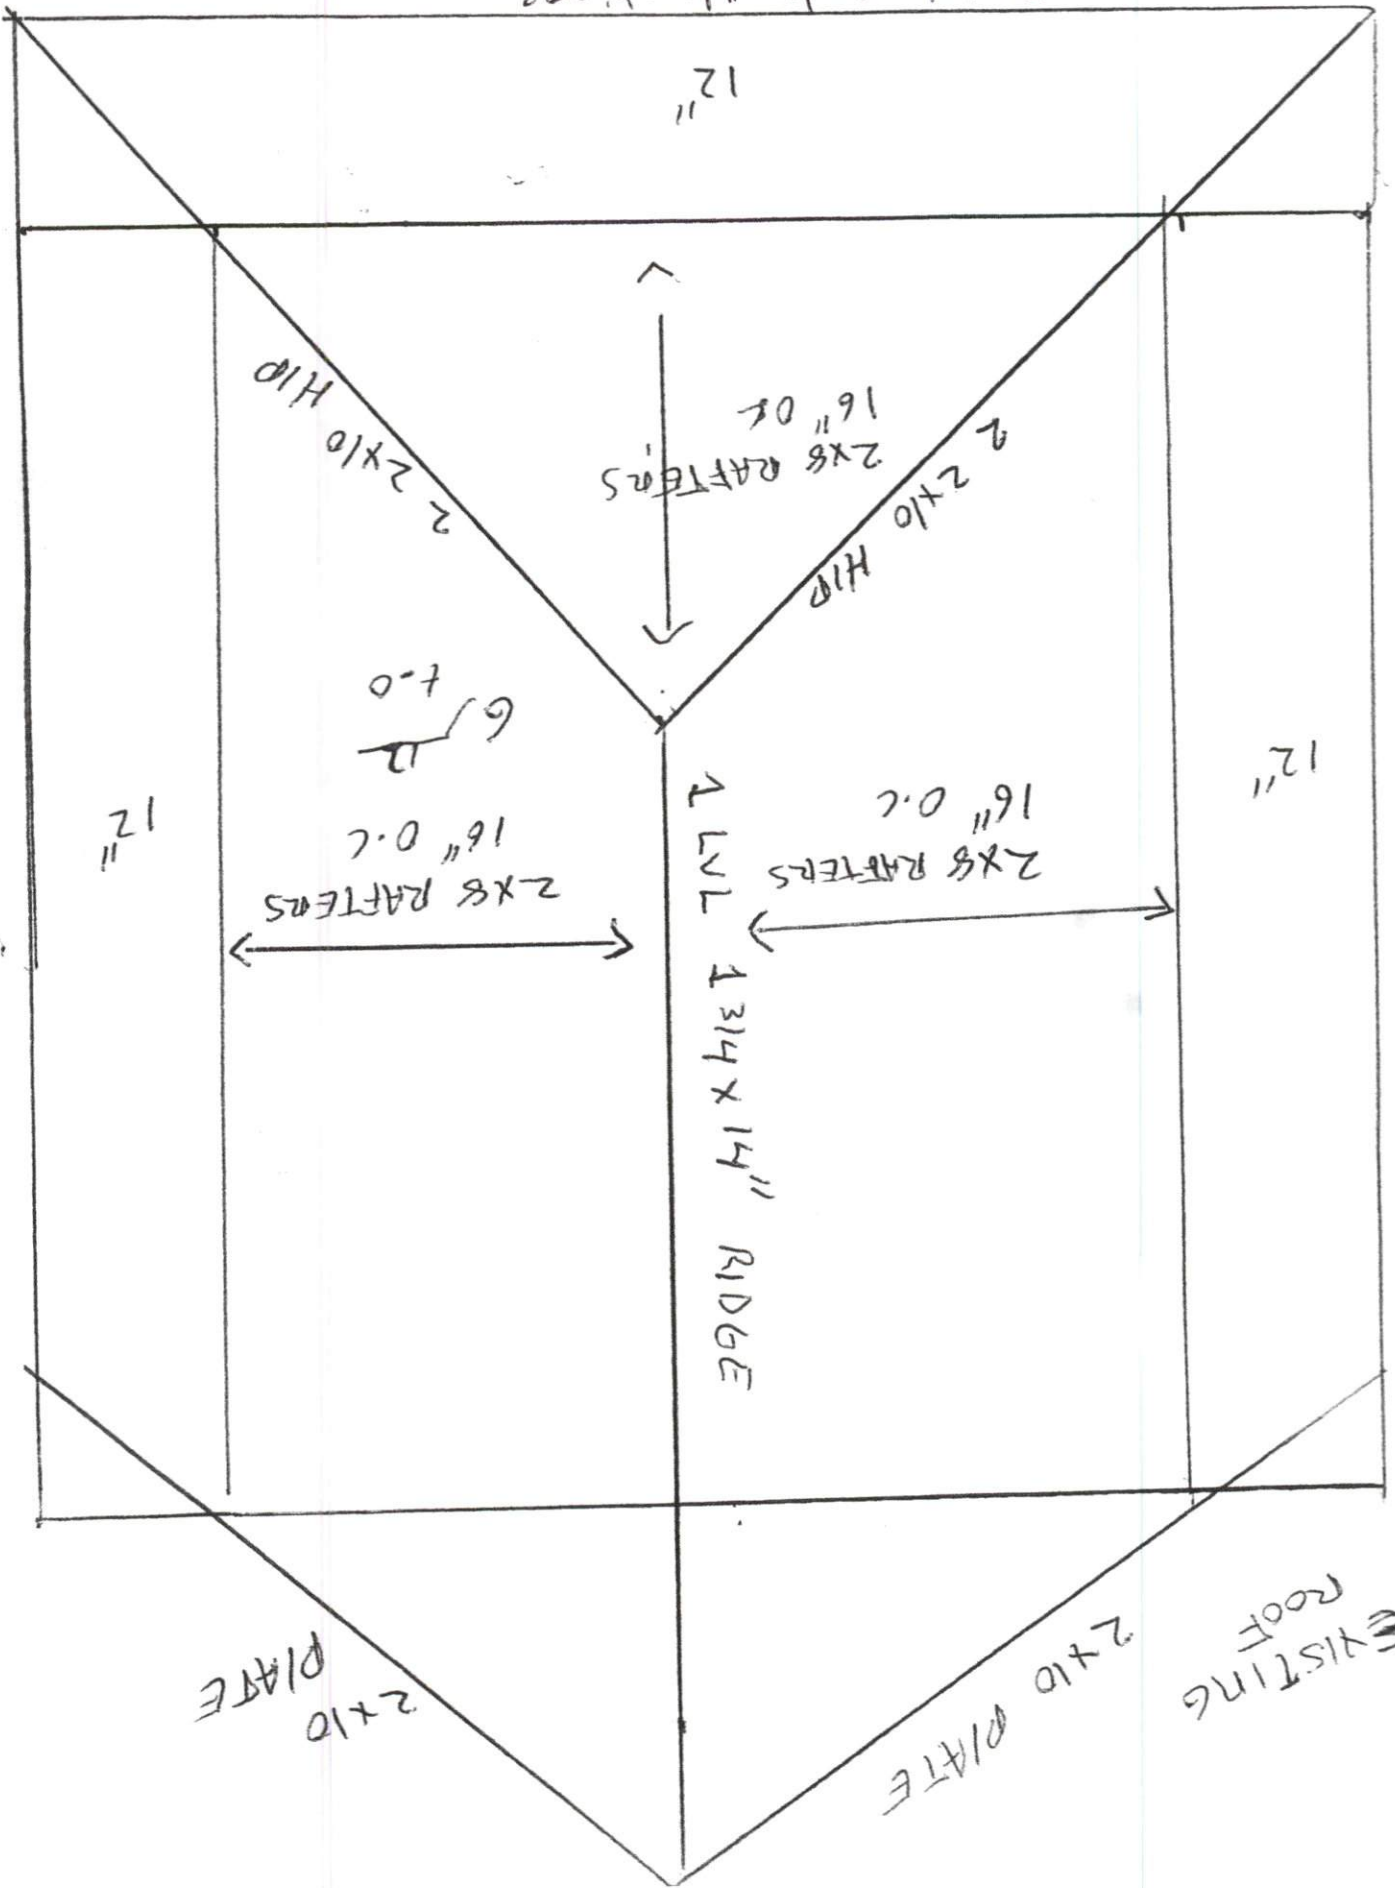 EXISTING
ROOF
2x10 PLATE
2x10
PLATE
1 LVL 1 3/4 x 14" RIDGE
2x8 RAFTERS
16" O.C
2x8 RAFTERS
16" O.C
12
6
12"
12"
2 2x10 HIP
2 2x10 HIP
2x8 RAFTERS
16" OC
12"